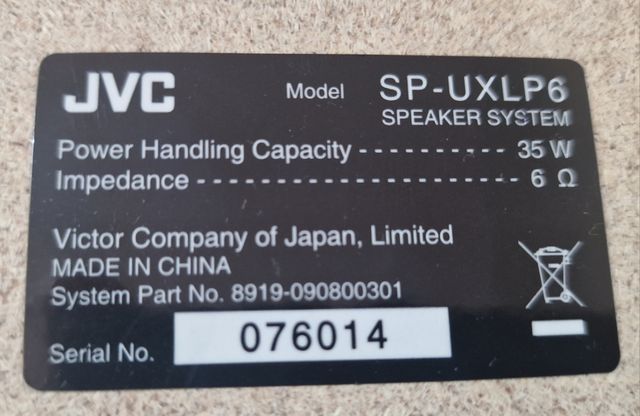 JVC Model SP-UXLP6
SPEAKER SYSTEM
Power Handling Capacity - - - - - - - - - - - 35 W
Impedance - - - - - - - - - - - - - - - - - - - - - - - - 6 Ω
Victor Company of Japan, Limited
MADE IN CHINA
System Part No. 8919-090800301
Serial No. 076014